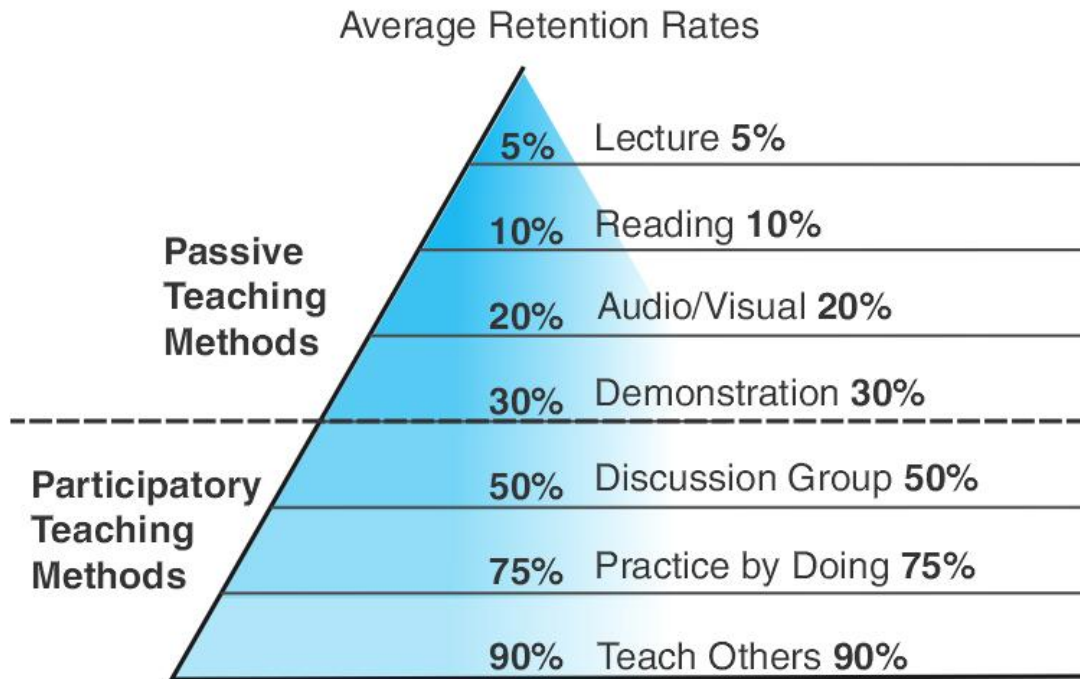 Average Retention Rates
5% Lecture 5%
10% Reading 10%
Passive
Teaching
Methods
20% Audio/Visual 20%
30% Demonstration 30%
Participatory
Teaching
Methods
50% Discussion Group 50%
75% Practice by Doing 75%
90% Teach Others 90%